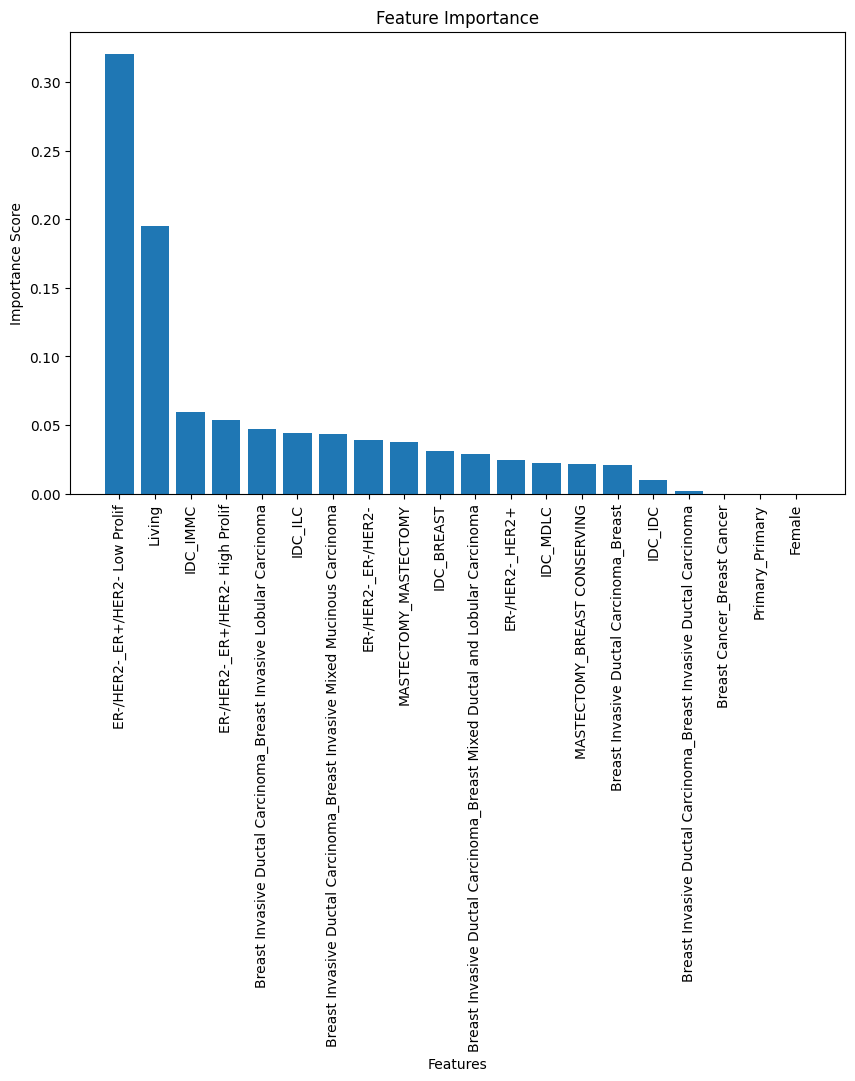 Feature Importance
Importance Score
0.30
0.25
0.20
0.15
0.10
0.05
0.00
ER-/HER2-_ER+/HER2- Low Prolif
Living
IDC_IMMC
ER-/HER2-_ER+/HER2- High Prolif
Breast Invasive Ductal Carcinoma_Breast Invasive Lobular Carcinoma
IDC_ILC
Breast Invasive Ductal Carcinoma_Breast Invasive Mixed Mucinous Carcinoma
ER-/HER2-_ER-/HER2-
MASTECTOMY_MASTECTOMY
IDC_BREAST
Breast Invasive Ductal Carcinoma_Breast Mixed Ductal and Lobular Carcinoma
ER-/HER2-_HER2+
IDC_MDLC
MASTECTOMY_BREAST CONSERVING
Breast Invasive Ductal Carcinoma_Breast
IDC_IDC
Breast Invasive Ductal Carcinoma_Breast Invasive Ductal Carcinoma
Breast Cancer_Breast Cancer
Primary_Primary
Female
Features